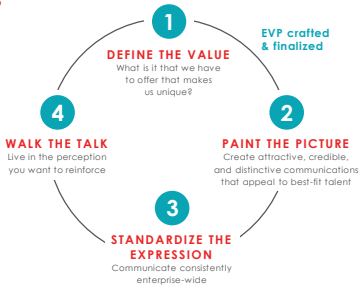 1
DEFINE THE VALUE
What is it that we have
to offer that makes
us unique?
EVP crafted
& finalized
2
PAINT THE PICTURE
Create attractive, credible,
and distinctive communications
that appeal to best-fit talent
3
STANDARDIZE THE
EXPRESSION
Communicate consistently
enterprise-wide
4
WALK THE TALK
Live in the perception
you want to reinforce